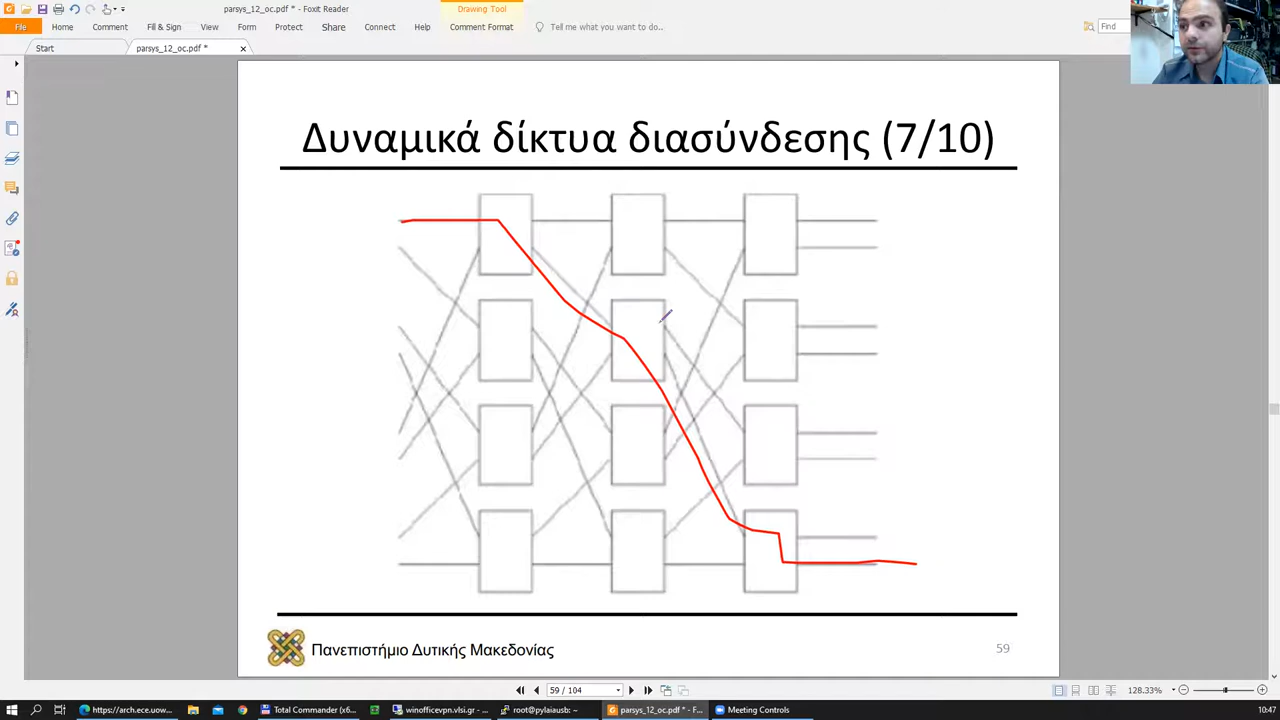 parsys_12_oc.pdf * - Foxit Reader
Drawing Tool
File
Home
Comment
Fill & Sign
View
Form
Protect
Share
Connect
Help
Comment Format
Tell me what you want to do...
Find
Start
parsys_12_oc.pdf *
Δυναμικά δίκτυα διασύνδεσης (7/10)
Πανεπιστήμιο Δυτικής Μακεδονίας
59
59 / 104
128.33%
https://arch.ece.uow...
Total Commander (x6...
winofficevpn.vlsi.gr - ...
root@pylaiausb: ~
parsys_12_oc.pdf * - F...
Meeting Controls
10:47